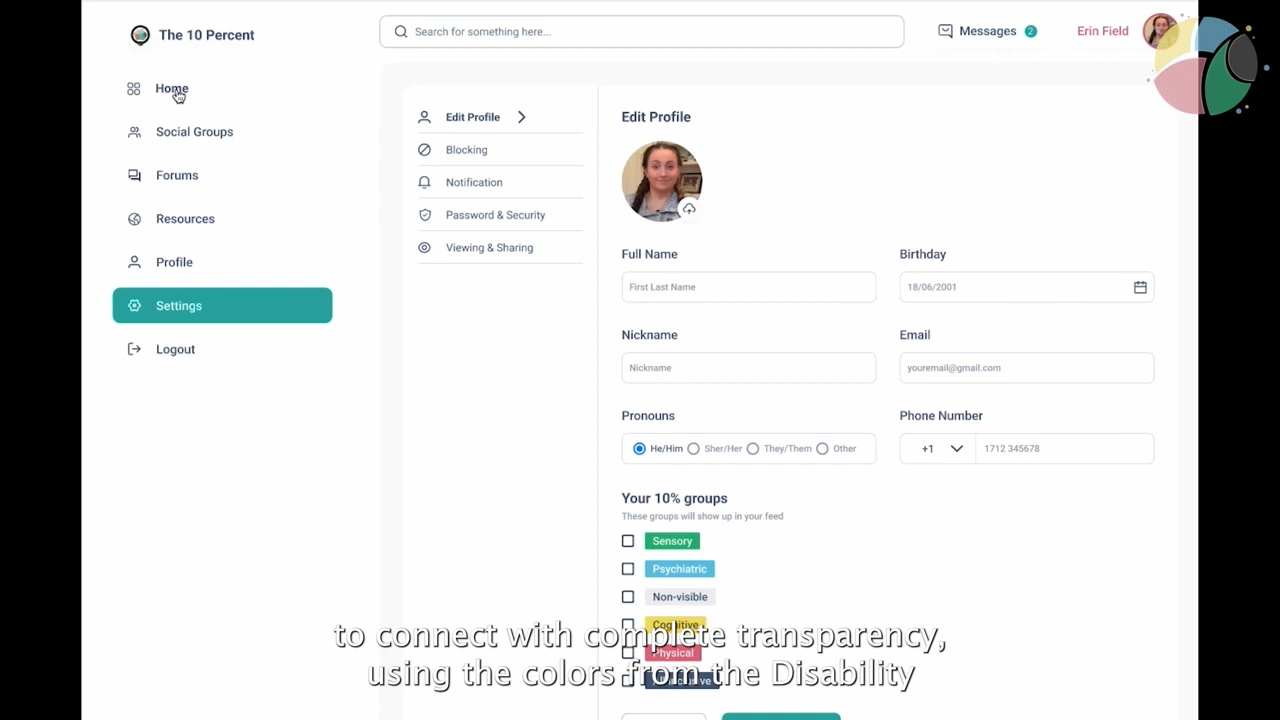 The 10 Percent
Search for something here...
Messages 2
Erin Field
Home
Social Groups
Forums
Resources
Profile
Settings
Logout
Edit Profile
Blocking
Notification
Password & Security
Viewing & Sharing
Edit Profile
Full Name
First Last Name
Birthday
18/06/2001
Nickname
Nickname
Email
youremail@gmail.com
Pronouns
He/Him Sher/Her They/Them Other
Phone Number
+1 1712 345678
Your 10% groups
These groups will show up in your feed
Sensory
Psychiatric
Non-visible
Cognitive
Physical
to connect with complete transparency,
using the colors from the Disability